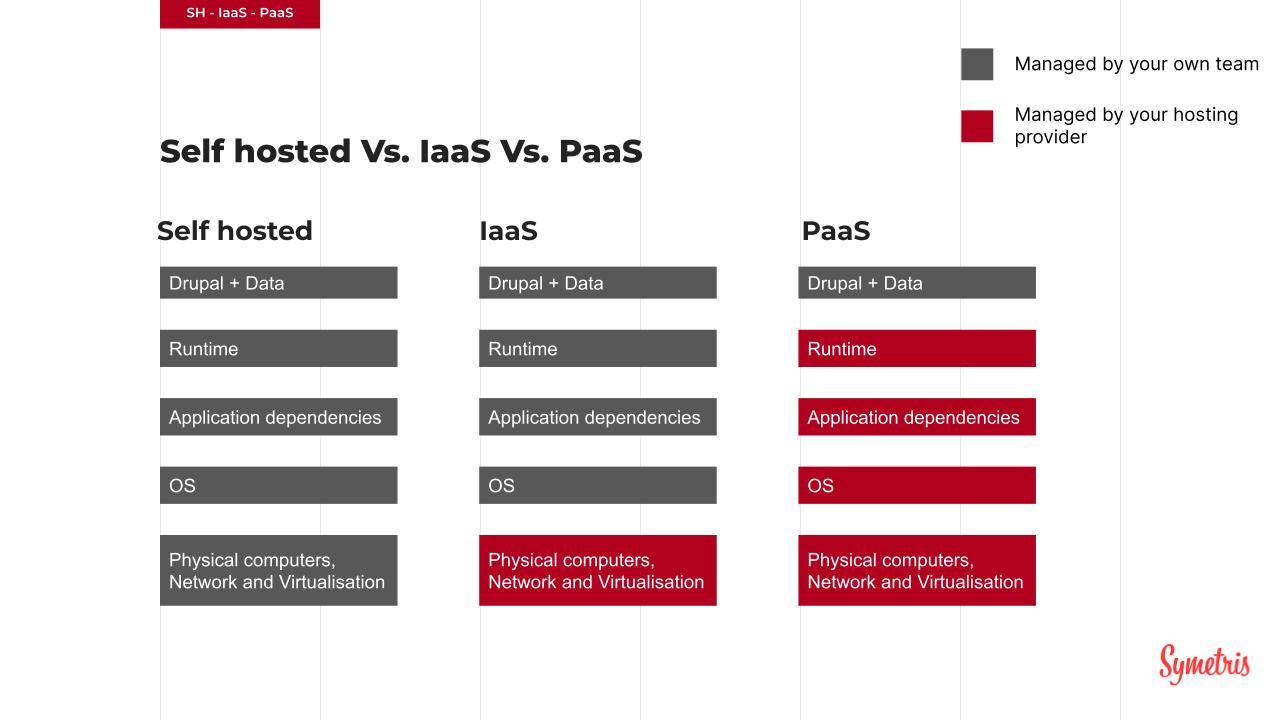 SH - IaaS - PaaS
Managed by your own team
Managed by your hosting
provider
Self hosted Vs. IaaS Vs. PaaS
Self hosted
Drupal + Data
Runtime
Application dependencies
OS
Physical computers,
Network and Virtualisation
IaaS
Drupal + Data
Runtime
Application dependencies
OS
Physical computers,
Network and Virtualisation
PaaS
Drupal + Data
Runtime
Application dependencies
OS
Physical computers,
Network and Virtualisation
Symetris